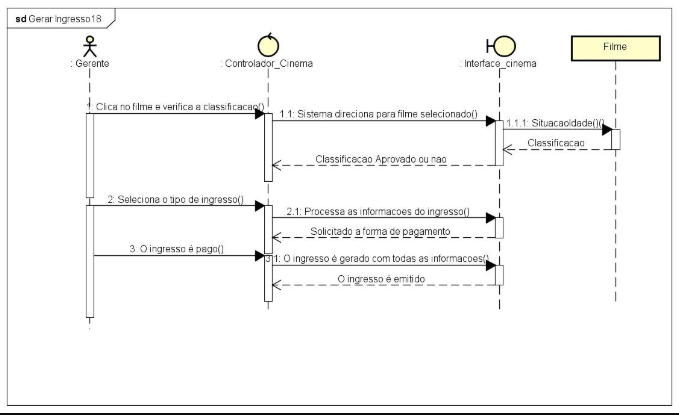 sd Gerar Ingresso18
: Gerente
: Controlador_Cinema
: Interface_cinema
Filme
1: Clica no filme e verifica a classificacao()
1.1: Sistema direciona para filme selecionado()
1.1.1: SituacaoIdade()()
Classificacao
Classificacao Aprovado ou nao
2: Seleciona o tipo de ingresso()
2.1: Processa as informacoes do ingresso()
Solicitado a forma de pagamento
3: O ingresso é pago()
3.1: O ingresso é gerado com todas as informacoes()
O ingresso é emitido